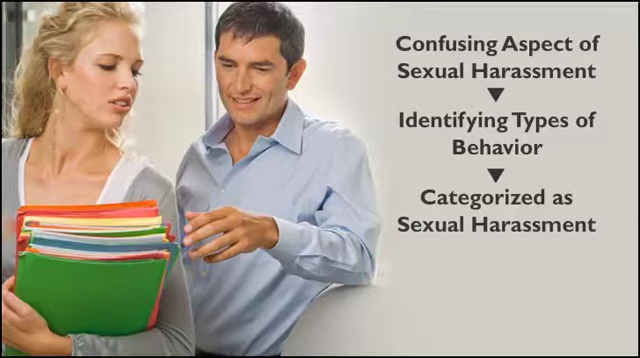 Confusing Aspect of
Sexual Harassment
Identifying Types of
Behavior
Categorized as
Sexual Harassment